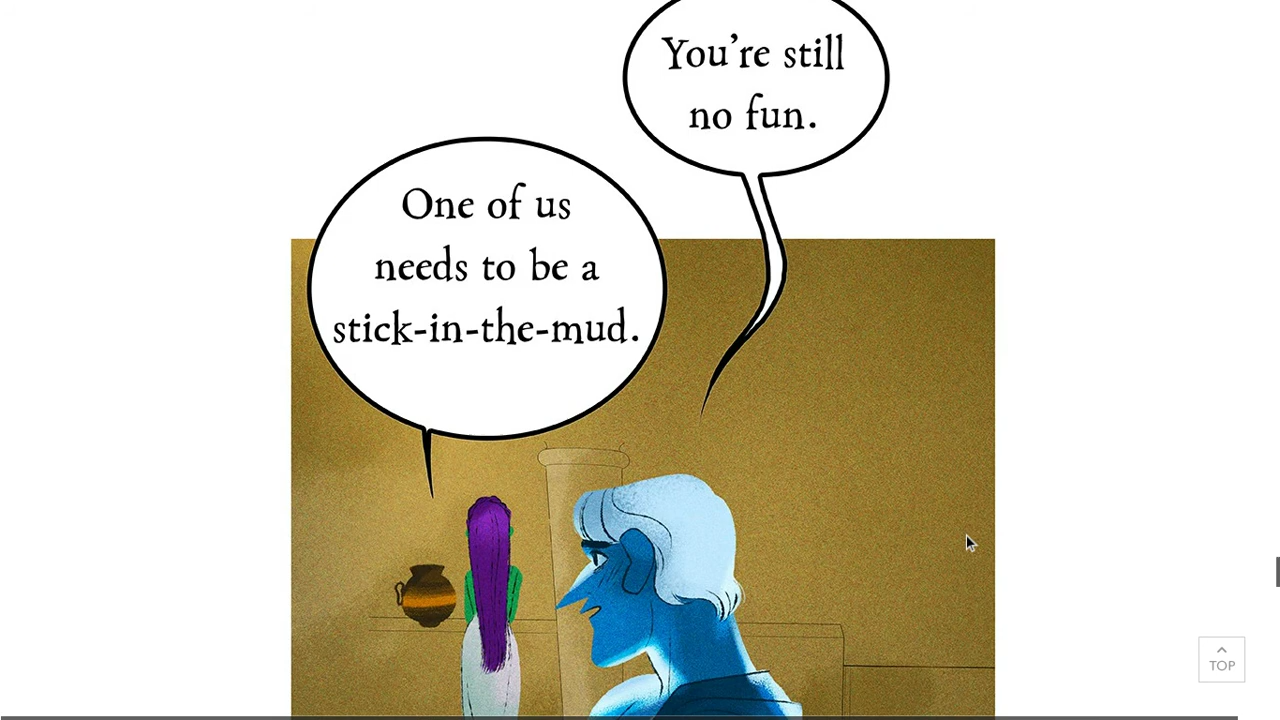 You're still
no fun.
One of us
needs to be a
stick-in-the-mud.
TOP